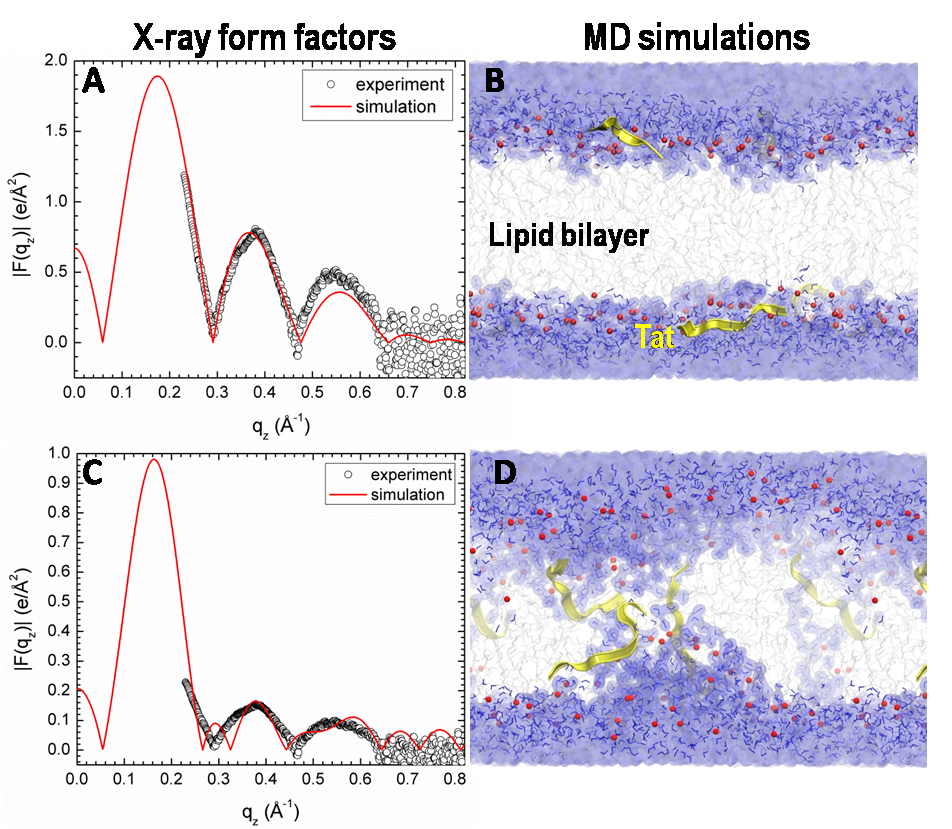 X-ray form factors
MD simulations
A
experiment
simulation
|F(q_z)| (e/Å²)
2.0
1.5
1.0
0.5
0.0
0.0 0.1 0.2 0.3 0.4 0.5 0.6 0.7 0.8
q_z (Å⁻¹)
B
Lipid bilayer
Tat
C
experiment
simulation
|F(q_z)| (e/Å²)
1.0
0.9
0.8
0.7
0.6
0.5
0.4
0.3
0.2
0.1
0.0
0.0 0.1 0.2 0.3 0.4 0.5 0.6 0.7 0.8
q_z (Å⁻¹)
D